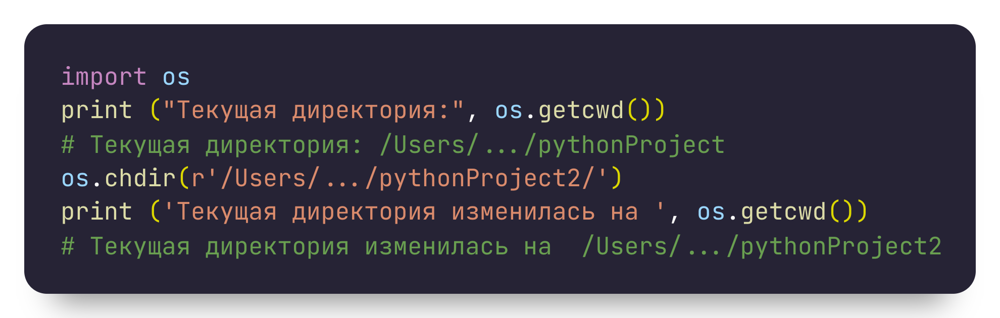 import os
print ("Текущая директория:", os.getcwd())
# Текущая директория: /Users/.../pythonProject
os.chdir(r'/Users/.../pythonProject2/')
print ('Текущая директория изменилась на ', os.getcwd())
# Текущая директория изменилась на  /Users/.../pythonProject2